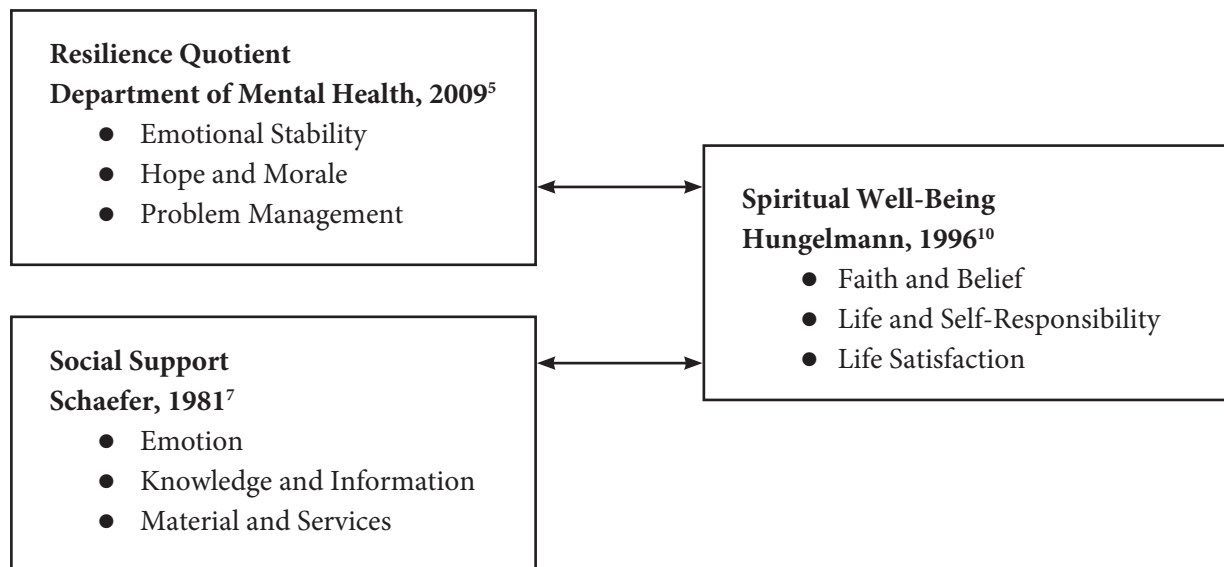 Resilience Quotient
Department of Mental Health, 2009⁵
● Emotional Stability
● Hope and Morale
● Problem Management
Social Support
Schaefer, 1981⁷
● Emotion
● Knowledge and Information
● Material and Services
Spiritual Well-Being
Hungelmann, 1996¹⁰
● Faith and Belief
● Life and Self-Responsibility
● Life Satisfaction